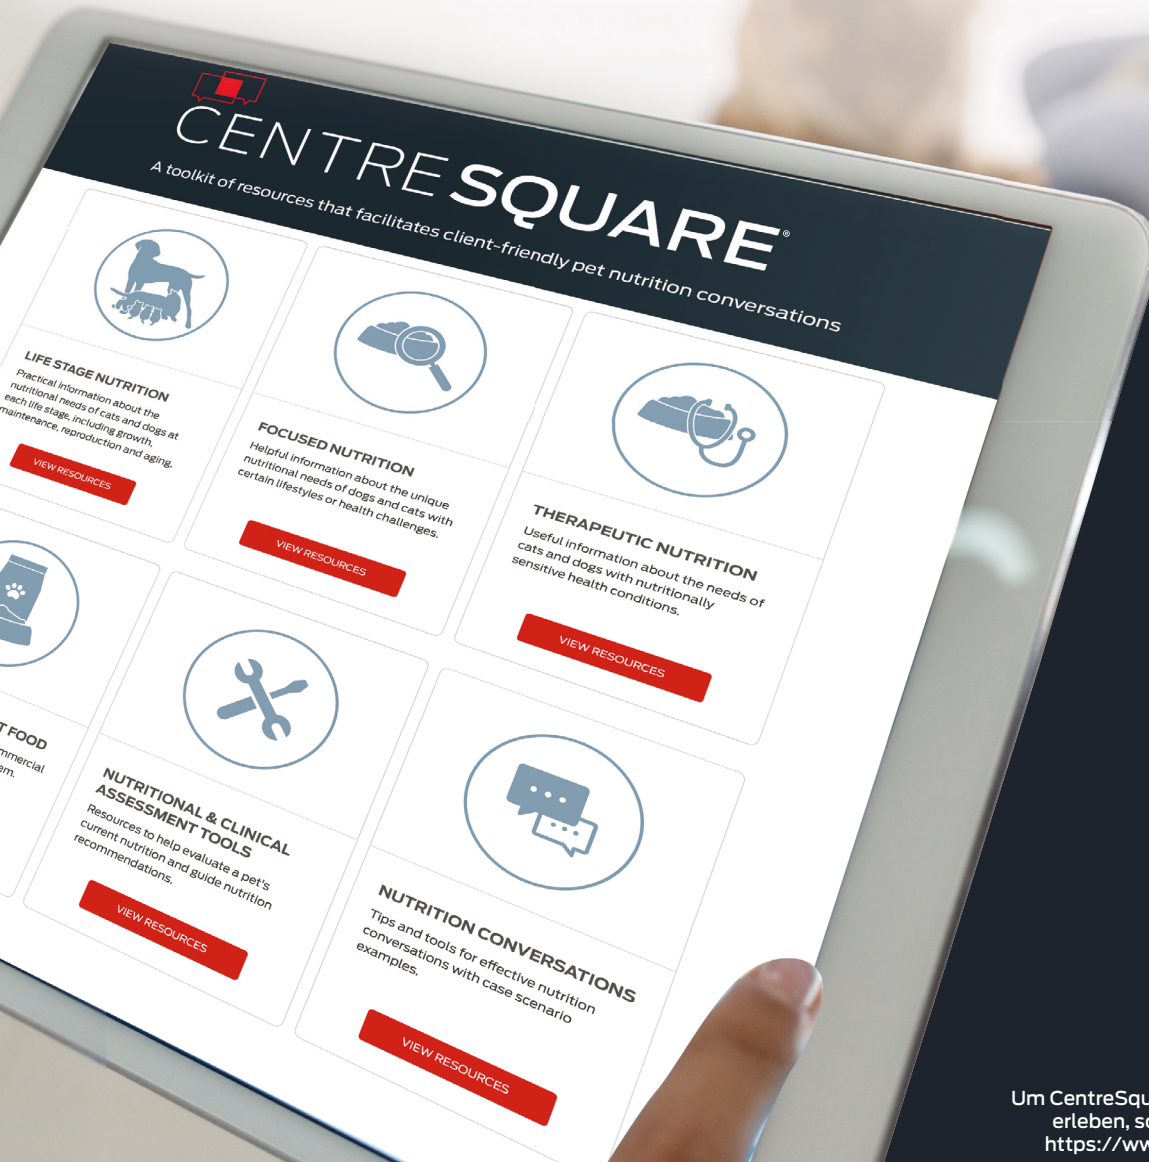 CENTRESQUARE®
A toolkit of resources that facilitates client-friendly pet nutrition conversations
LIFE STAGE NUTRITION
Practical information about the
nutritional needs of cats and dogs at
each life stage, including growth,
maintenance, reproduction and aging.
VIEW RESOURCES
FOCUSED NUTRITION
Helpful information about the unique
nutritional needs of dogs and cats with
certain lifestyles or health challenges.
VIEW RESOURCES
THERAPEUTIC NUTRITION
Useful information about the needs of
cats and dogs with nutritionally
sensitive health conditions.
VIEW RESOURCES
FOOD
NUTRITIONAL & CLINICAL
ASSESSMENT TOOLS
Resources to help evaluate a pet's
current nutrition and guide nutrition
recommendations.
VIEW RESOURCES
NUTRITION CONVERSATIONS
Tips and tools for effective nutrition
conversations with case scenario
examples.
VIEW RESOURCES
Um
erleben,